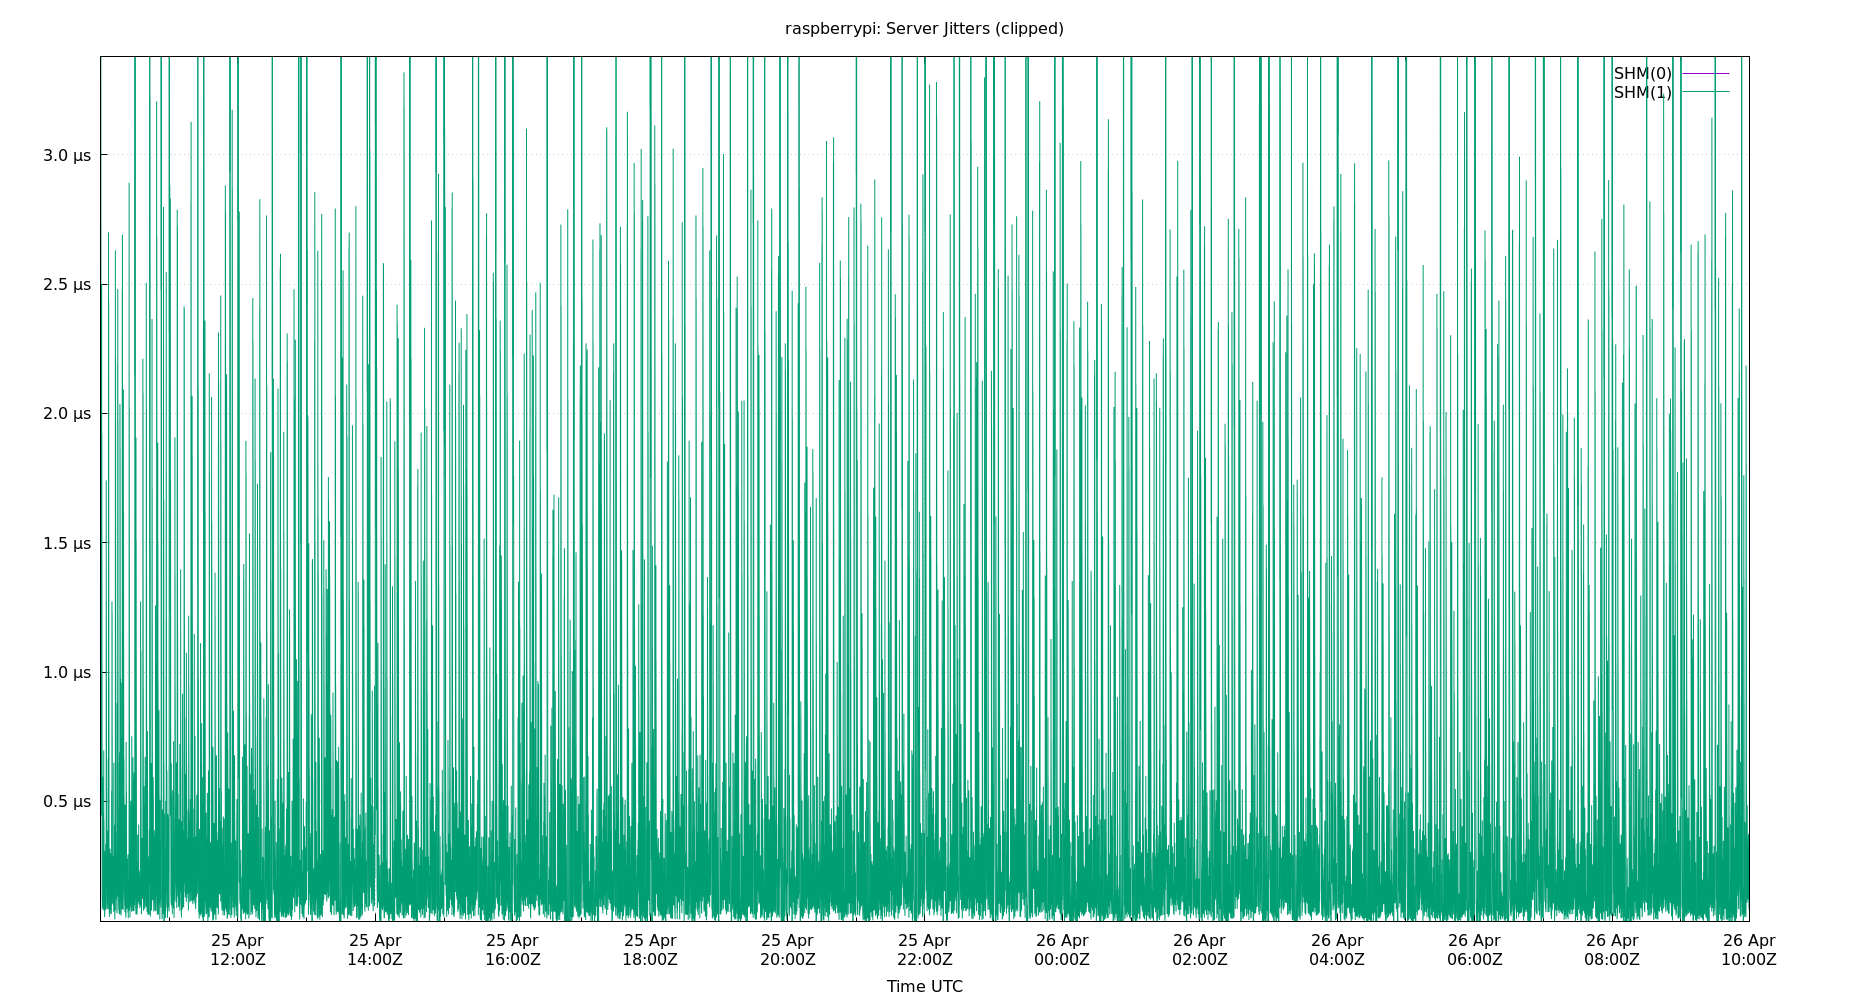 raspberrypi: Server Jitters (clipped)
SHM(0)
SHM(1)
3.0 µs
2.5 µs
2.0 µs
1.5 µs
1.0 µs
0.5 µs
25 Apr 25 Apr 25 Apr 25 Apr 25 Apr 25 Apr 26 Apr 26 Apr 26 Apr 26 Apr 26 Apr 26 Apr
12:00Z 14:00Z 16:00Z 18:00Z 20:00Z 22:00Z 00:00Z 02:00Z 04:00Z 06:00Z 08:00Z 10:00Z
Time UTC